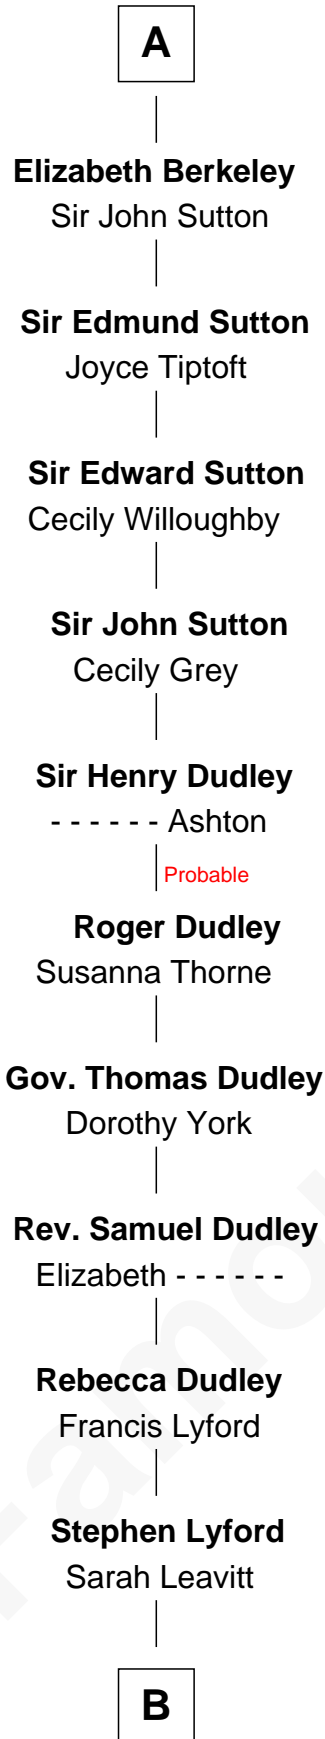 A
Elizabeth Berkeley
Sir John Sutton
Sir Edmund Sutton
Joyce Tiptoft
Sir Edward Sutton
Cecily Willoughby
Sir John Sutton
Cecily Grey
Sir Henry Dudley
- - - - - - Ashton
Probable
Roger Dudley
Susanna Thorne
Gov. Thomas Dudley
Dorothy York
Rev. Samuel Dudley
Elizabeth - - - - - -
Rebecca Dudley
Francis Lyford
Stephen Lyford
Sarah Leavitt
B